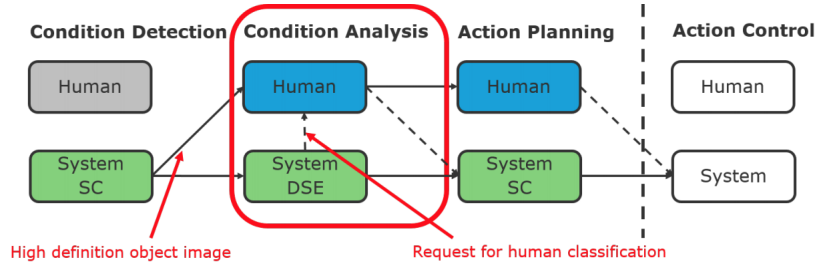 Condition Detection
Condition Analysis
Action Planning
Action Control
Human
Human
Human
Human
System
SC
System
DSE
System
SC
System
High definition object image
Request for human classification